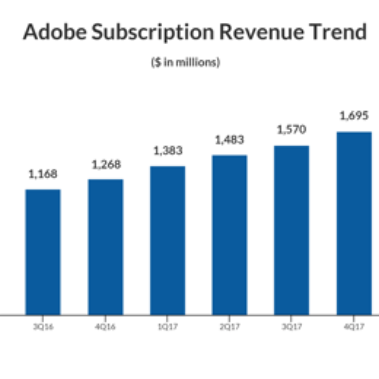 Adobe Subscription Revenue Trend
($ in millions)
1,168
1,268
1,383
1,483
1,570
1,695
3Q16
4Q16
1Q17
2Q17
3Q17
4Q17